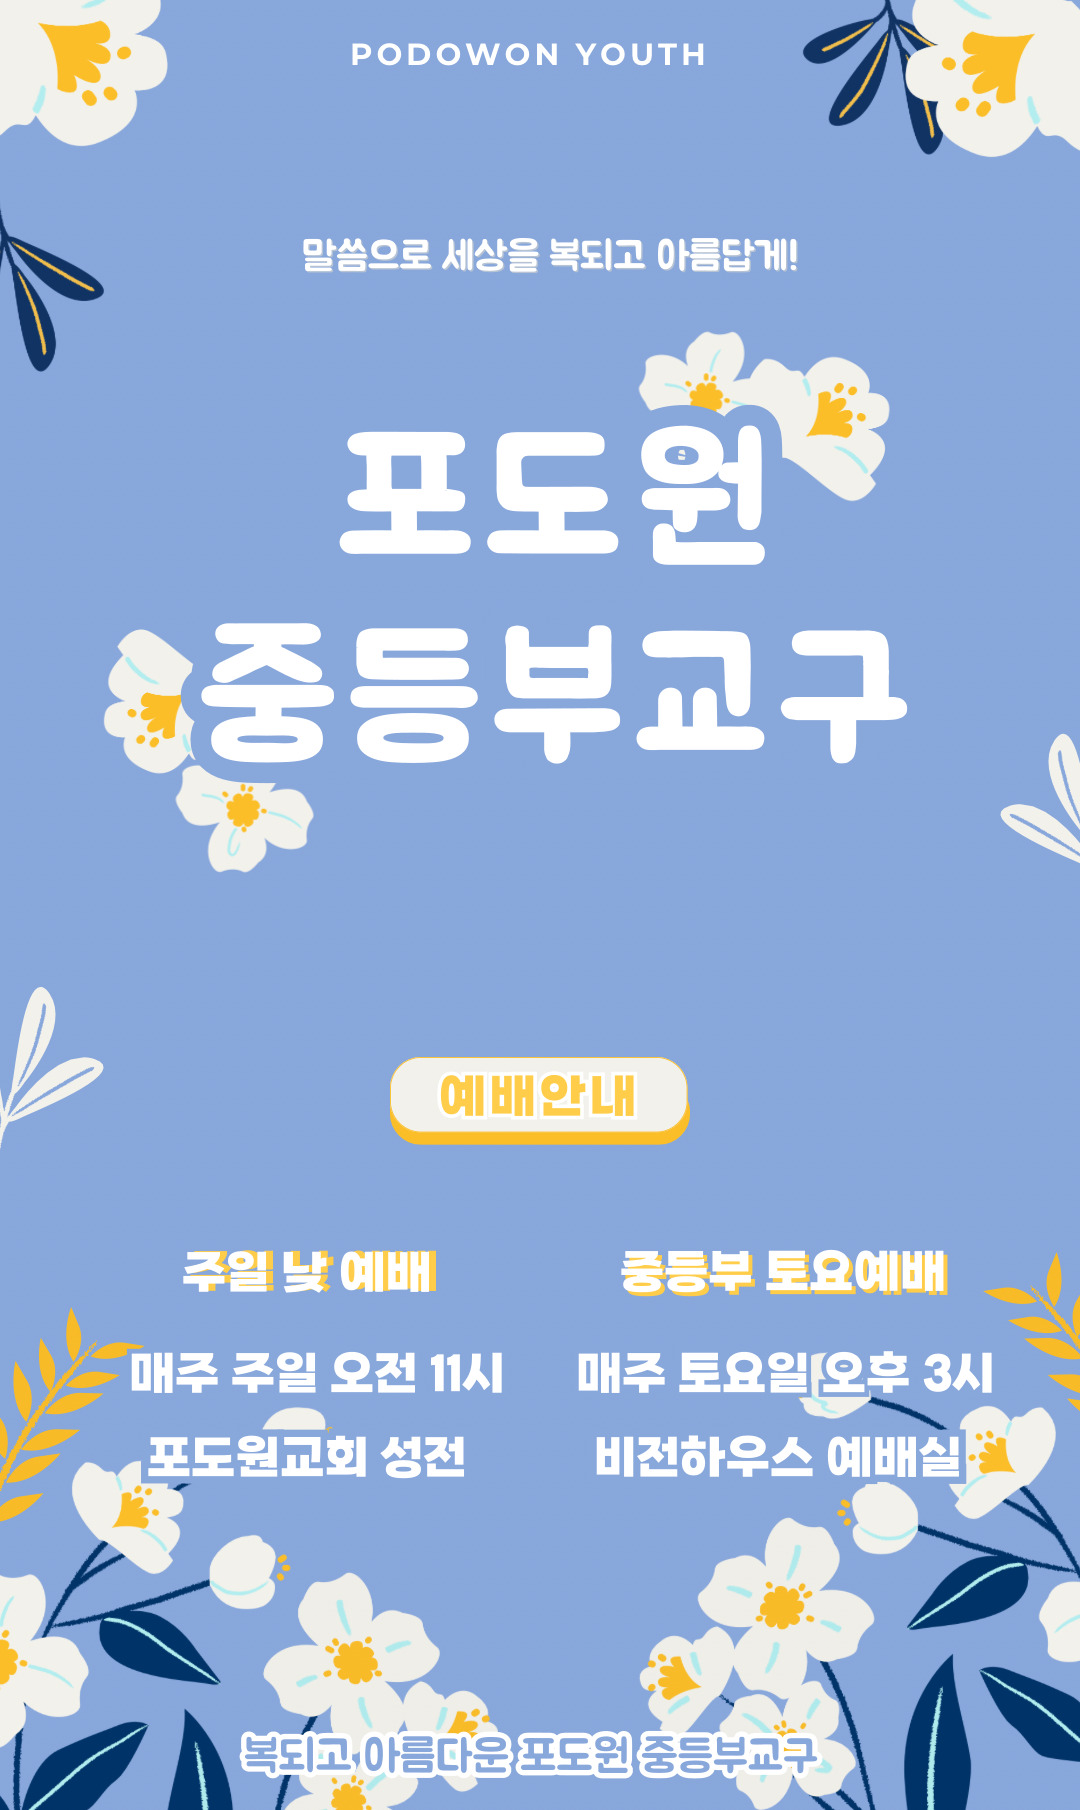 PODOWON YOUTH
말씀으로 세상을 복되고 아름답게!
포도원
중등부교구
예배안내
주일 낮 예배
매주 주일 오전 11시
포도원교회 성전
중등부 토요예배
매주 토요일 오후 3시
비전하우스 예배실
복되고 아름다운 포도원 중등부교구